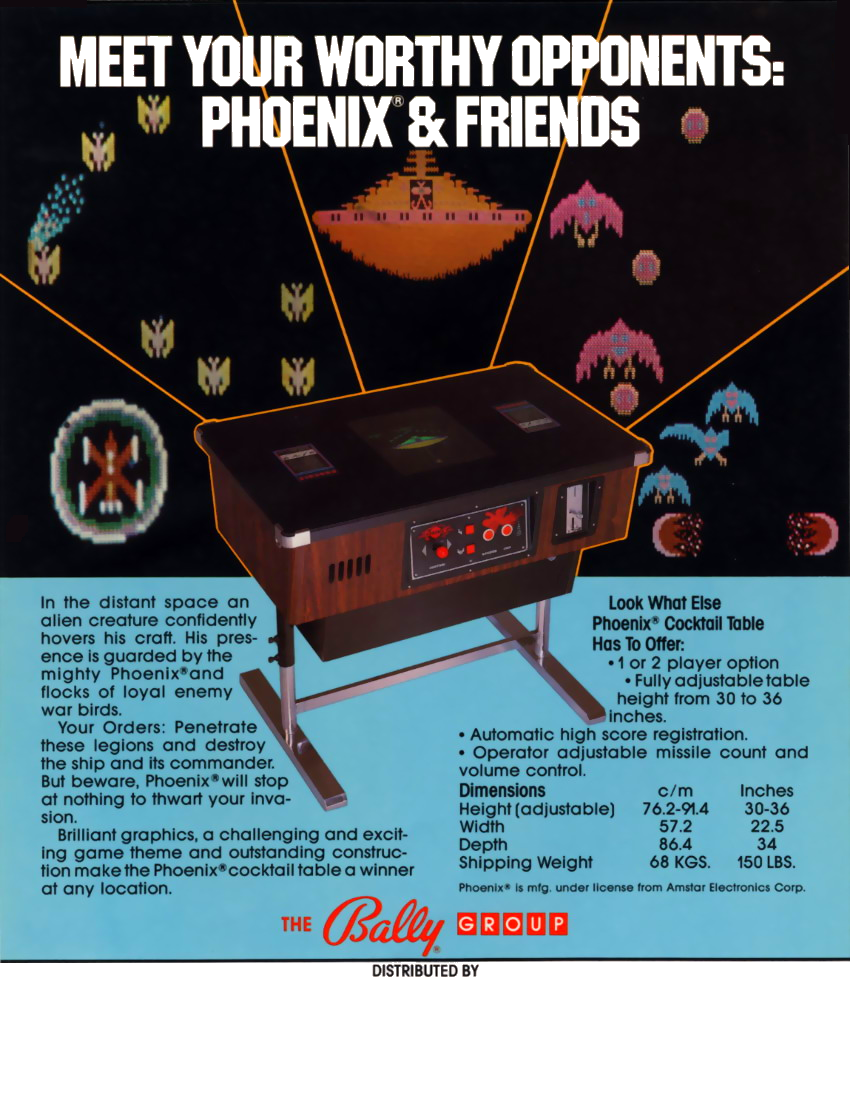 MEET YOUR WORTHY OPPONENTS:
PHOENIX® & FRIENDS
In the distant space an
alien creature confidently
hovers his craft. His pres-
ence is guarded by the
mighty Phoenix® and
flocks of loyal enemy
war birds.
Your Orders: Penetrate
these legions and destroy
the ship and its commander.
But beware, Phoenix® will stop
at nothing to thwart your inva-
sion.
Brilliant graphics, a challenging and excit-
ing game theme and outstanding construc-
tion make the Phoenix® cocktail table a winner
at any location.
Look What Else
Phoenix® Cocktail Table
Has To Offer:
• 1 or 2 player option
• Fully adjustable table
height from 30 to 36
inches.
• Automatic high score registration.
• Operator adjustable missile count and
volume control.
Dimensions c/m Inches
Height (adjustable) 76.2-91.4 30-36
Width 57.2 22.5
Depth 86.4 34
Shipping Weight 68 KGS. 150 LBS.
Phoenix® is mfg. under license from Amstar Electronics Corp.
THE Bally® GROUP
DISTRIBUTED BY